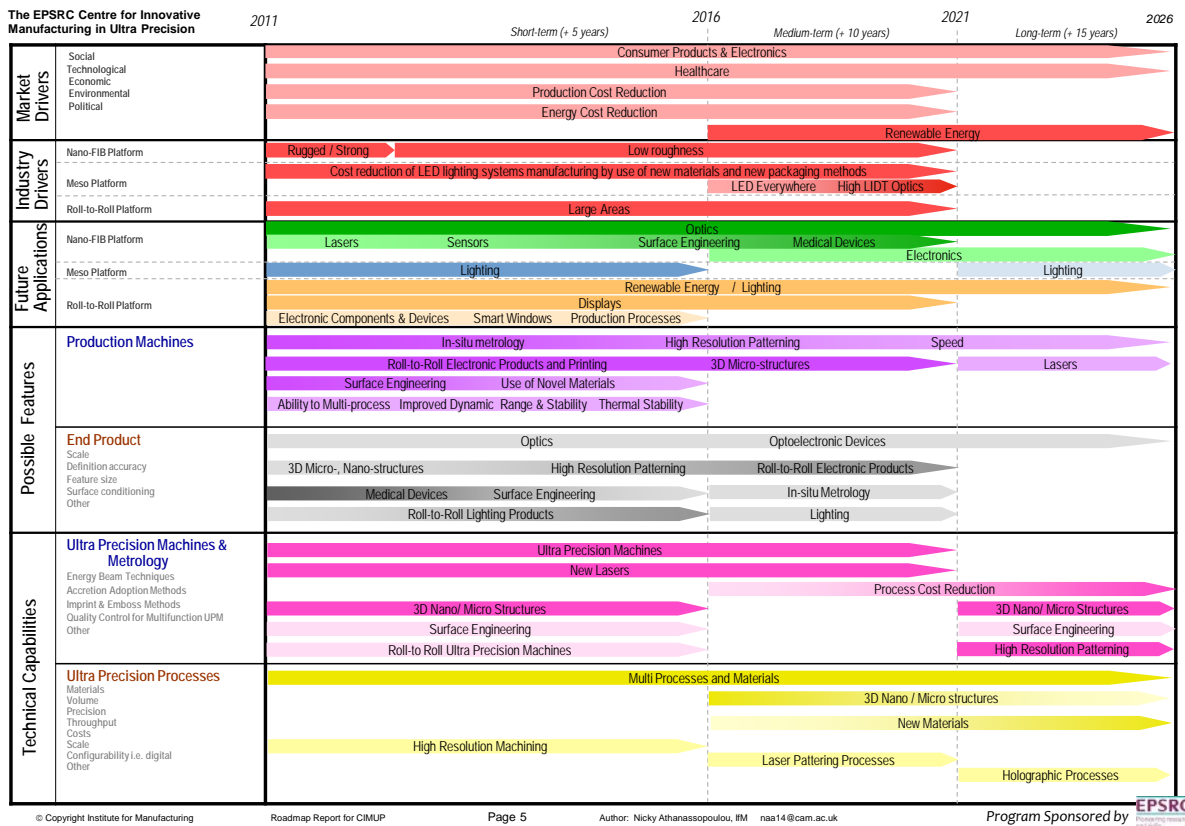 The EPSRC Centre for Innovative
Manufacturing in Ultra Precision
2011
2016
2021
2026
Short-term (+ 5 years)
Medium-term (+ 10 years)
Long-term (+ 15 years)
Market
Drivers
Social
Technological
Economic
Environmental
Political
Consumer Products & Electronics
Healthcare
Production Cost Reduction
Energy Cost Reduction
Renewable Energy
Industry
Drivers
Nano-FIB Platform
Rugged / Strong
Low roughness
Meso Platform
Cost reduction of LED lighting systems manufacturing by use of new materials and new packaging methods
LED Everywhere
High LIDT Optics
Roll-to-Roll Platform
Large Areas
Future
Applications
Nano-FIB Platform
Optics
Lasers
Sensors
Surface Engineering
Medical Devices
Electronics
Meso Platform
Lighting
Lighting
Roll-to-Roll Platform
Renewable Energy / Lighting
Displays
Electronic Components & Devices
Smart Windows
Production Processes
Possible Features
Production Machines
In-situ metrology
High Resolution Patterning
Speed
Roll-to-Roll Electronic Products and Printing
3D Micro-structures
Lasers
Surface Engineering
Use of Novel Materials
Ability to Multi-process
Improved Dynamic Range & Stability
Thermal Stability
End Product
Scale
Definition accuracy
Feature size
Surface conditioning
Other
Optics
Optoelectronic Devices
3D Micro-, Nano-structures
High Resolution Patterning
Roll-to-Roll Electronic Products
Medical Devices
Surface Engineering
In-situ Metrology
Roll-to-Roll Lighting Products
Lighting
Technical Capabilities
Ultra Precision Machines &
Metrology
Energy Beam Techniques
Accretion Adoption Methods
Imprint & Emboss Methods
Quality Control for Multifunction UPM
Other
Ultra Precision Machines
New Lasers
Process Cost Reduction
3D Nano/ Micro Structures
3D Nano/ Micro Structures
Surface Engineering
Surface Engineering
Roll-to Roll Ultra Precision Machines
High Resolution Patterning
Ultra Precision Processes
Materials
Volume
Precision
Throughput
Costs
Scale
Configurability i.e. digital
Other
Multi Processes and Materials
3D Nano / Micro structures
New Materials
High Resolution Machining
Laser Pattering Processes
Holographic Processes
© Copyright Institute for Manufacturing
Roadmap Report for CIMUP
Page 5
Author: Nicky Athanassopoulou, IfM
naa14@cam.ac.uk
Program Sponsored by
EPSRC